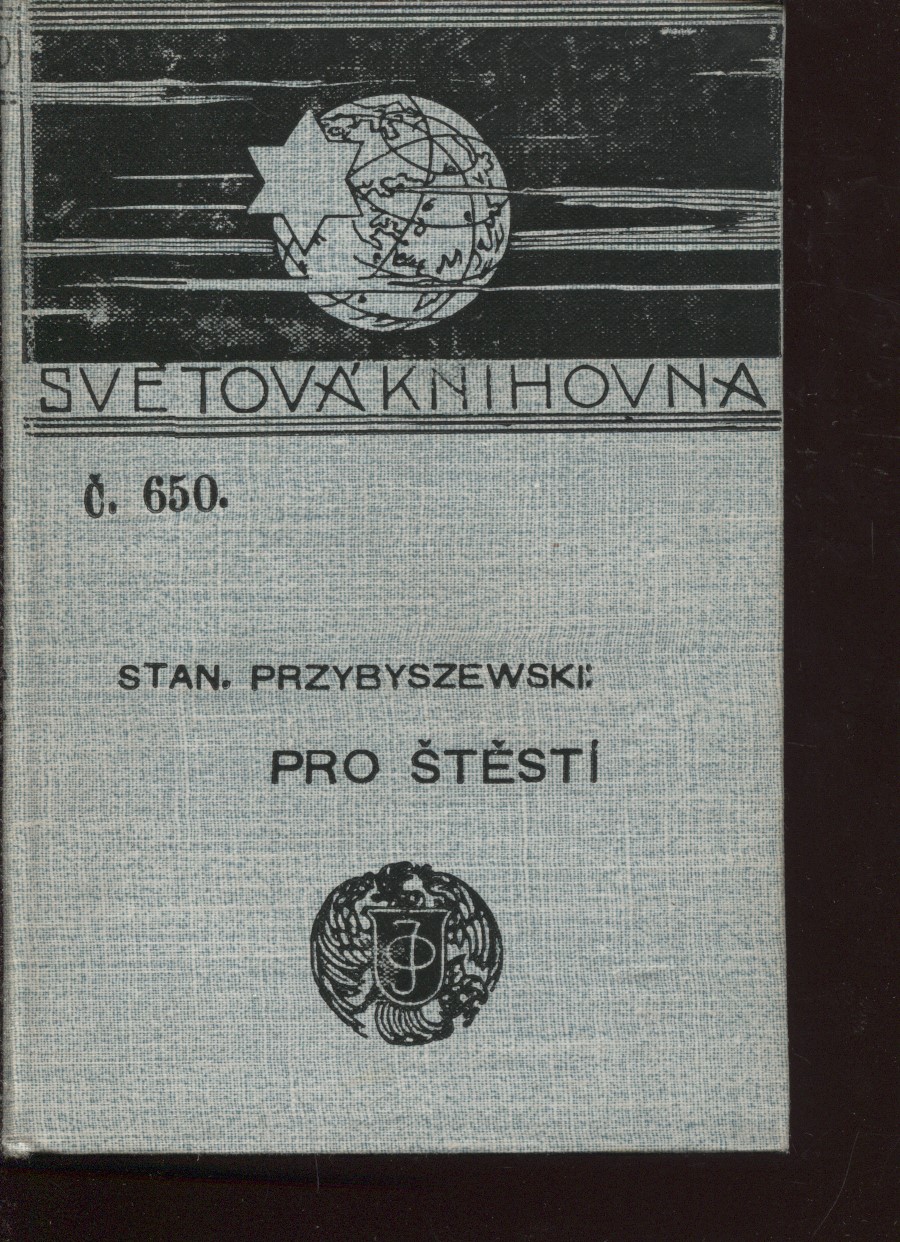 SVĚTOVÁ KNIHOVNA
Č. 650.
STAN. PRZYBYSZEWSKI:
PRO ŠTĚSTÍ